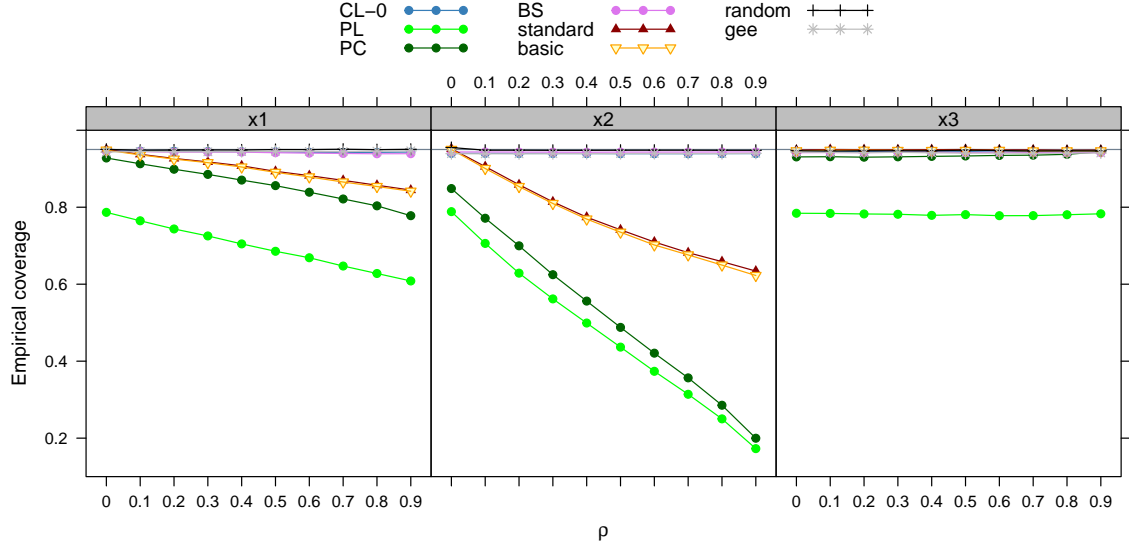 CL−0 BS random
PL standard gee
PC basic
0 0.1 0.2 0.3 0.4 0.5 0.6 0.7 0.8 0.9
x1 x2 x3
Empirical coverage
0.8
0.6
0.4
0.2
0 0.1 0.2 0.3 0.4 0.5 0.6 0.7 0.8 0.9 0 0.1 0.2 0.3 0.4 0.5 0.6 0.7 0.8 0.9
ρ